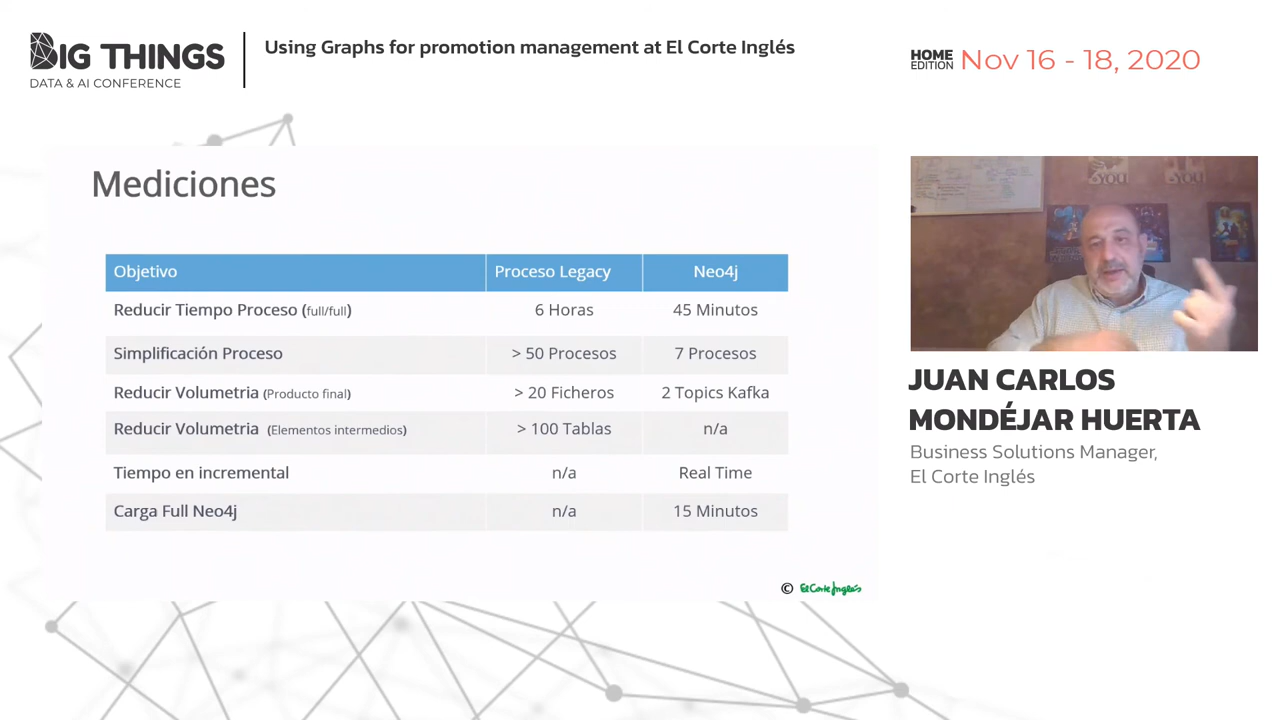 BIG THINGS
DATA & AI CONFERENCE
Using Graphs for promotion management at El Corte Inglés
HOME EDITION Nov 16 - 18, 2020
Mediciones
Objetivo Proceso Legacy Neo4j
Reducir Tiempo Proceso (full/full) 6 Horas 45 Minutos
Simplificación Proceso > 50 Procesos 7 Procesos
Reducir Volumetria (Producto final) > 20 Ficheros 2 Topics Kafka
Reducir Volumetria (Elementos intermedios) > 100 Tablas n/a
Tiempo en incremental n/a Real Time
Carga Full Neo4j n/a 15 Minutos
© El Corte Inglés
YOU
YOU
JUAN CARLOS
MONDÉJAR HUERTA
Business Solutions Manager,
El Corte Inglés